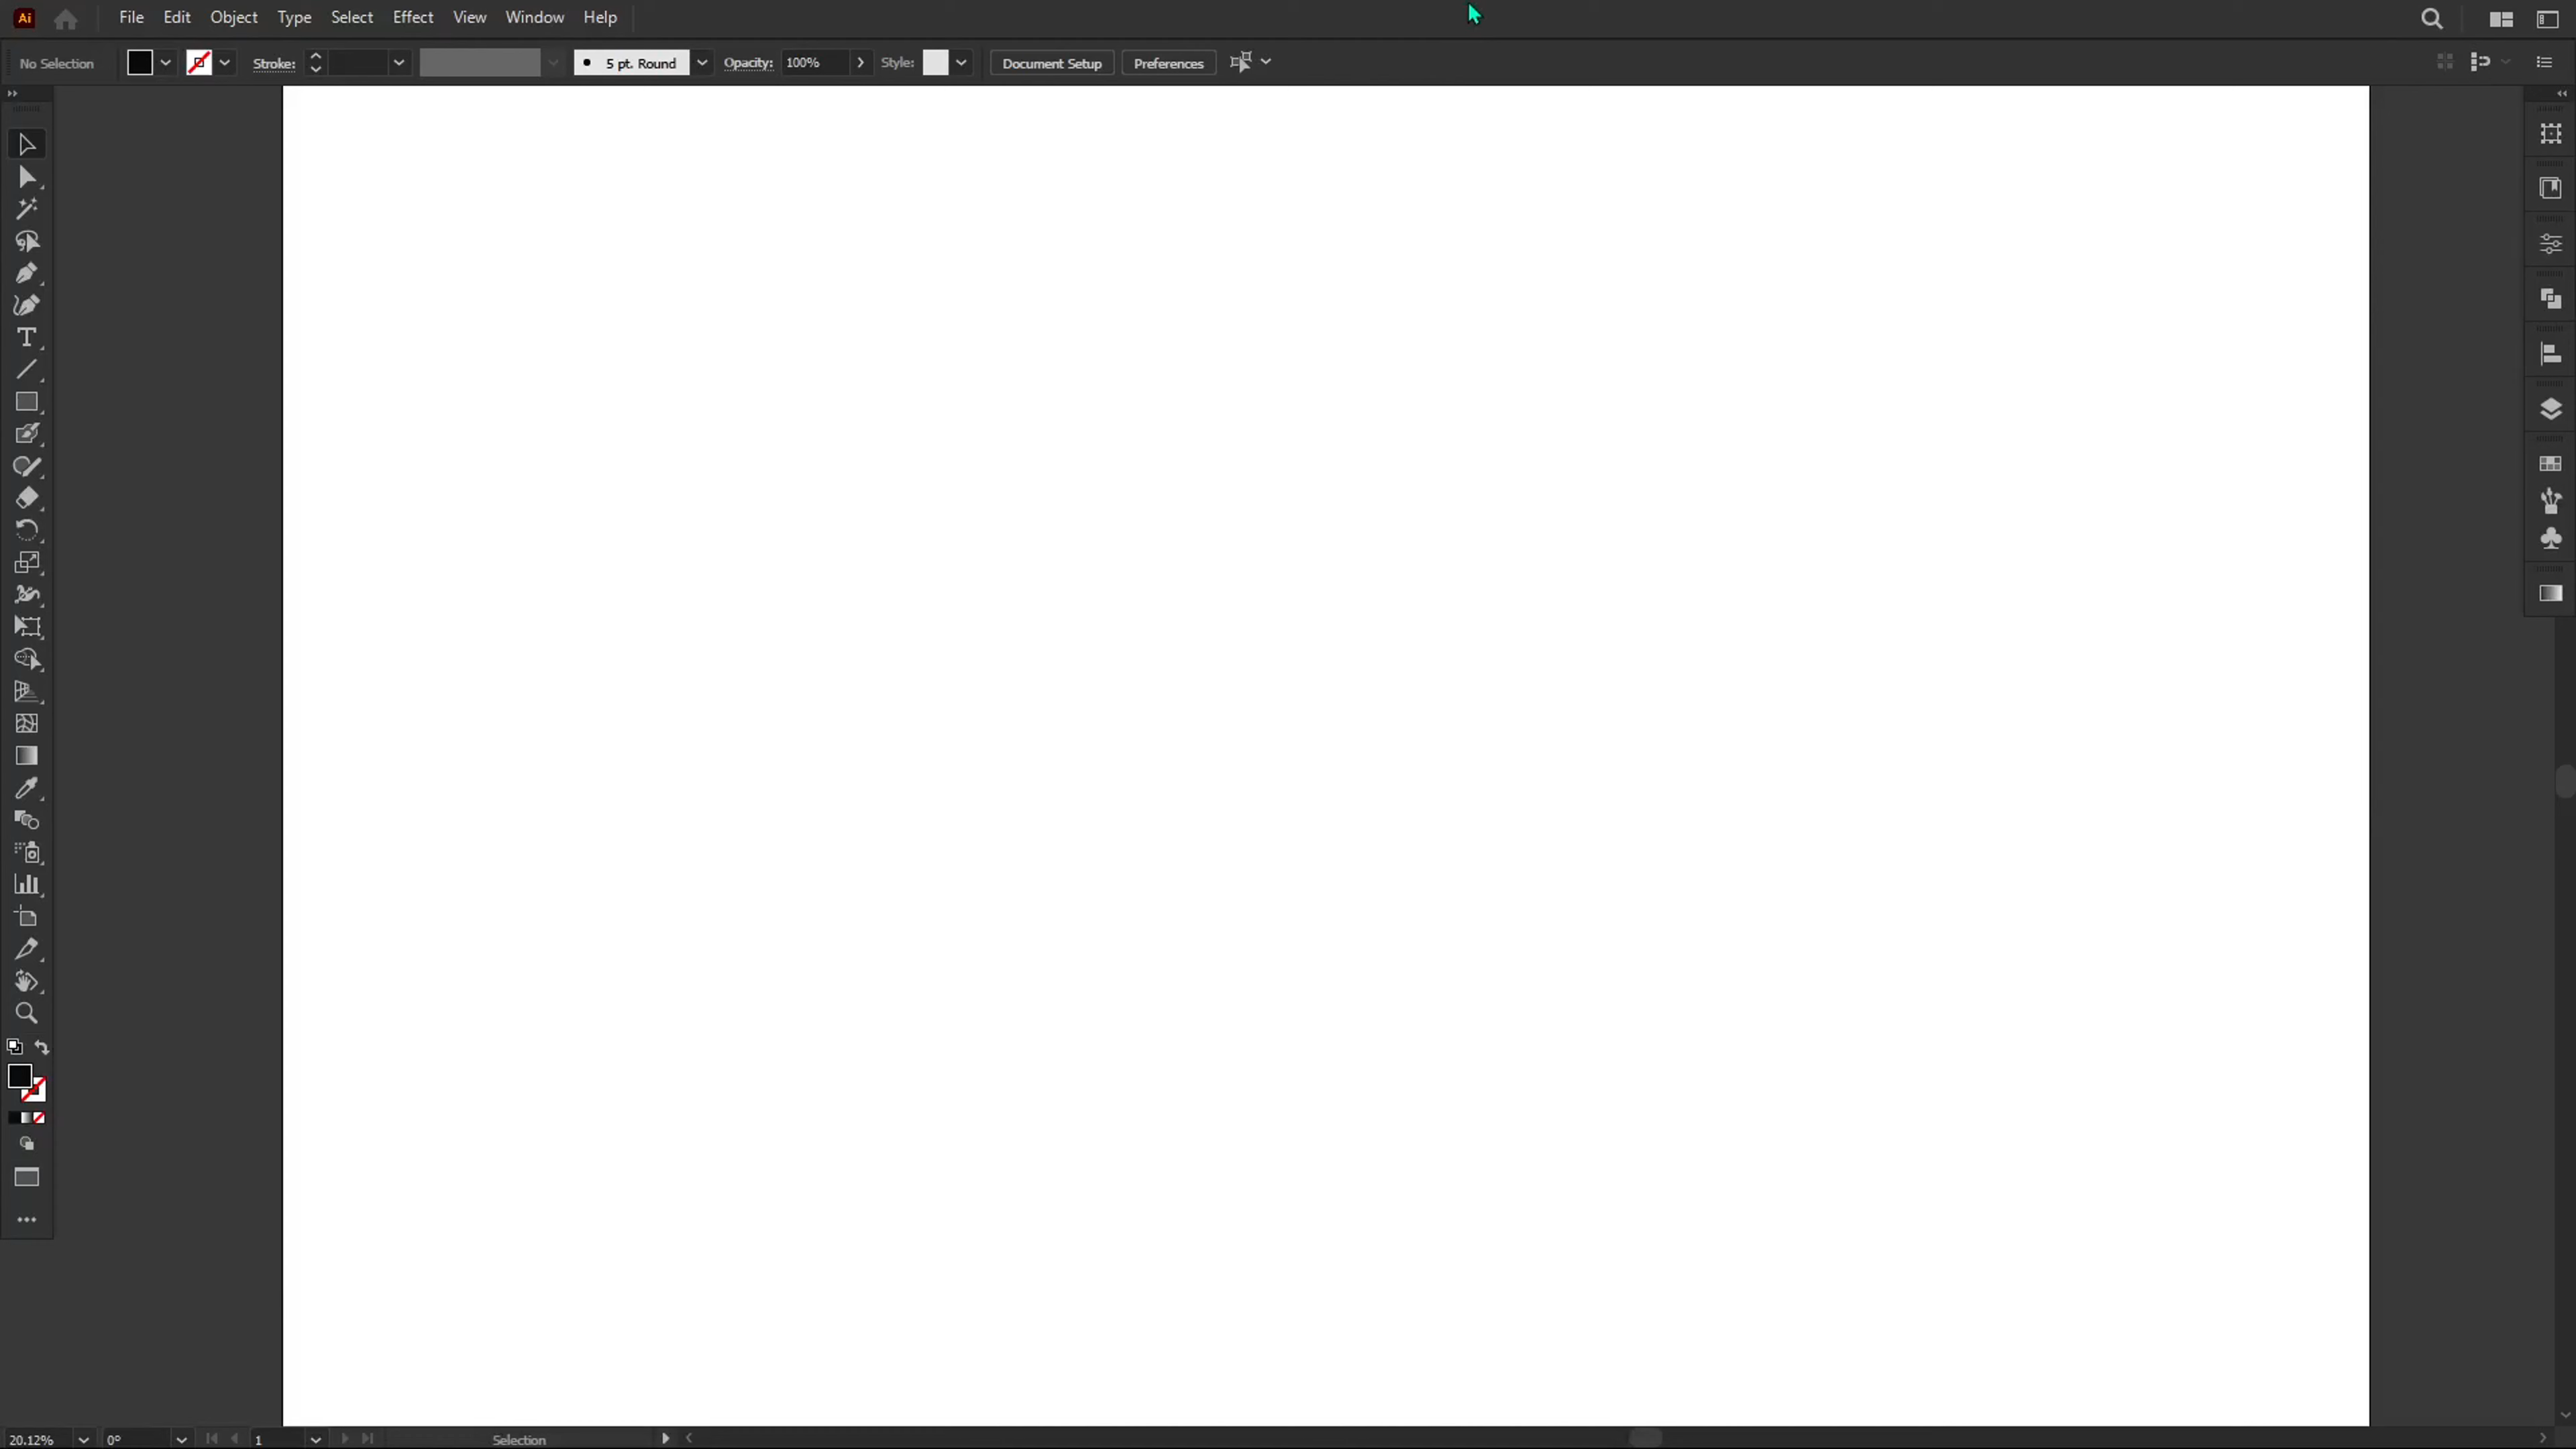 Ai File Edit Object Type Select Effect View Window Help
No Selection Stroke: 5 pt. Round Opacity: 100% Style: Document Setup Preferences
T
20.12% 0° 1 Selection